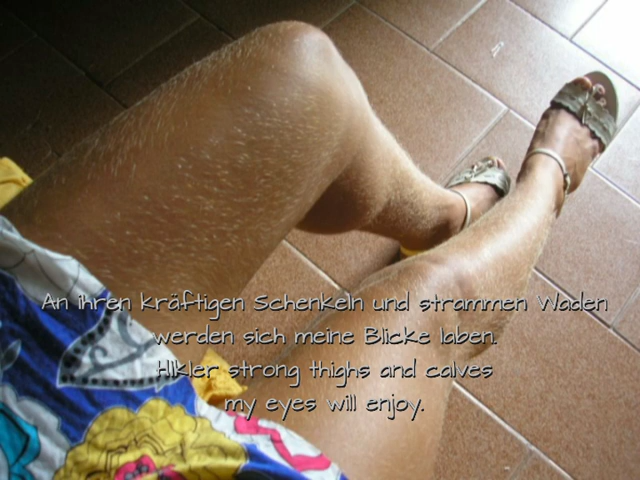 An ihren kräftigen Schenkeln und strammen Waden
werden sich meine Blicke laben.
HIkler strong thighs and calves
my eyes will enjoy.